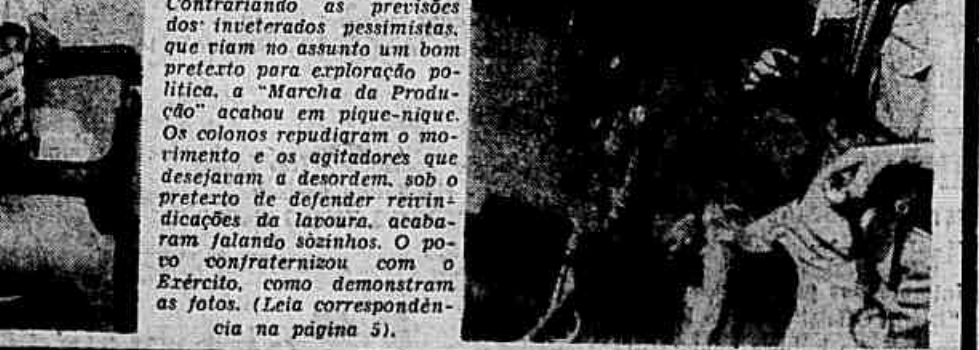 Contrariando as previsões
dos inveterados pessimistas,
que viam no assunto um bom
pretexto para exploração po-
lítica, a "Marcha da Produ-
ção" acabou em pique-nique.
Os colonos repudiaram o mo-
vimento e os agitadores que
desejavam a desordem, sob o
pretexto de defender reivin-
dicações da lavoura, acaba-
ram falando sòzinhos. O po-
vo confraternizou com o
Exército, como demonstram
as fotos. (Leia correspondên-
cia na página 5).